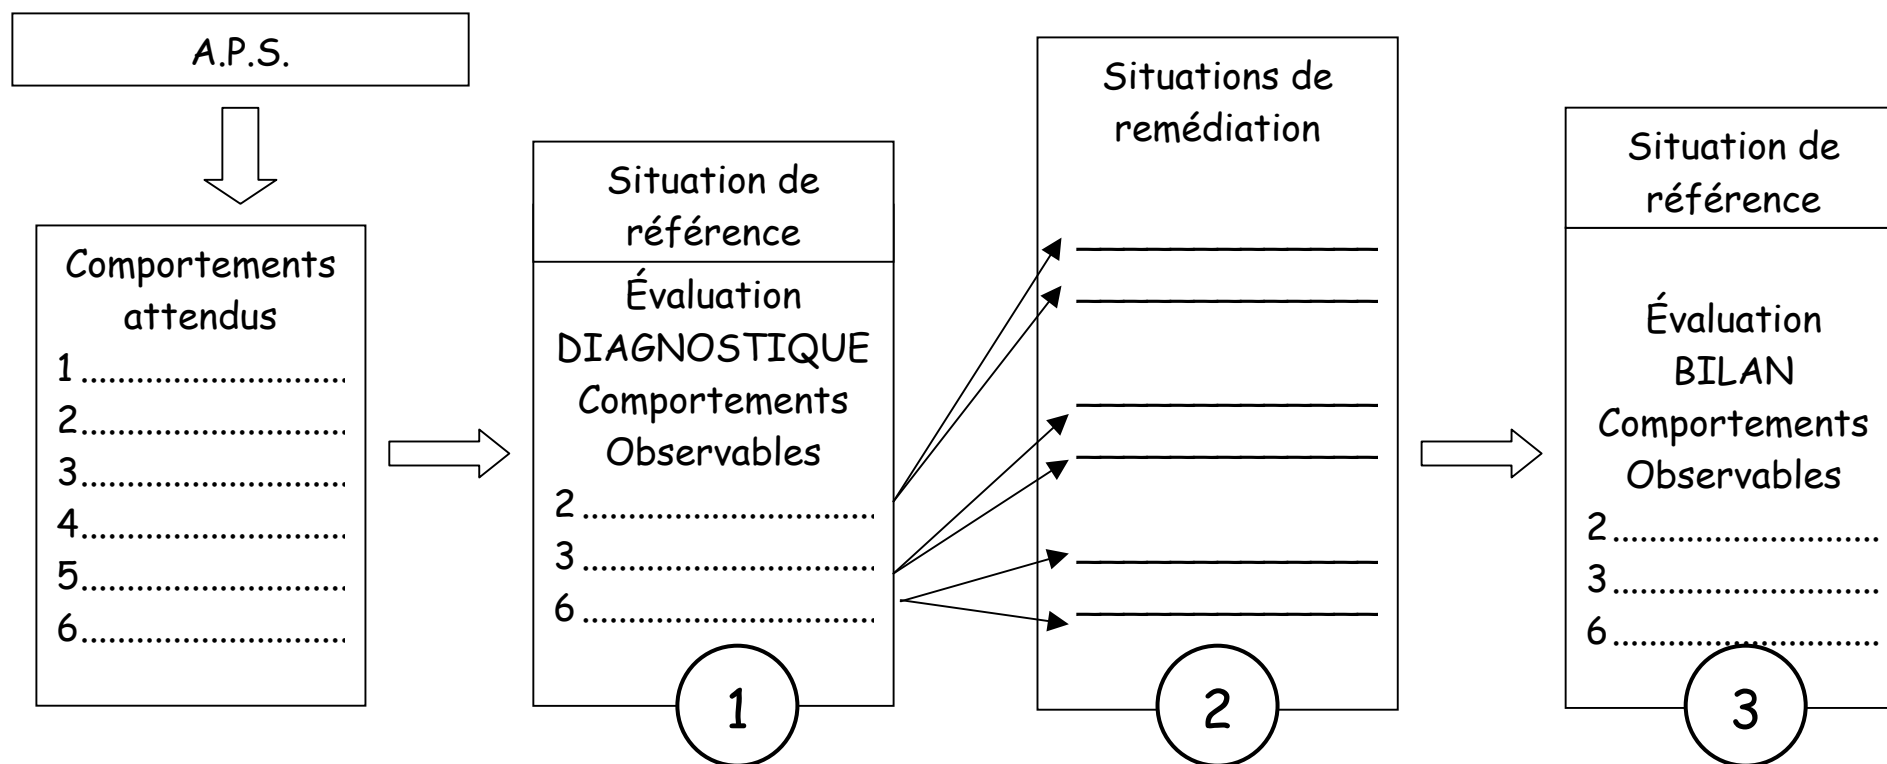 A.P.S.
Comportements
attendus
1 ..............................
2..............................
3..............................
4..............................
5..............................
6..............................
Situation de
référence
Évaluation
DIAGNOSTIQUE
Comportements
Observables
2 ................................
3 ................................
6 ................................
1
Situations de
remédiation
2
Situation de
référence
Évaluation
BILAN
Comportements
Observables
2..............................
3..............................
6..............................
3